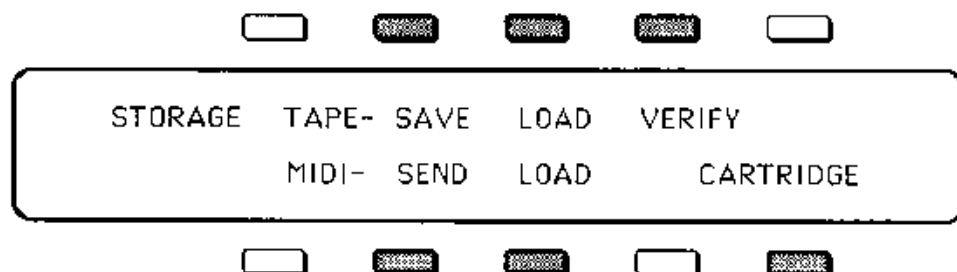 STORAGE TAPE- SAVE LOAD VERIFY
MIDI- SEND LOAD CARTRIDGE